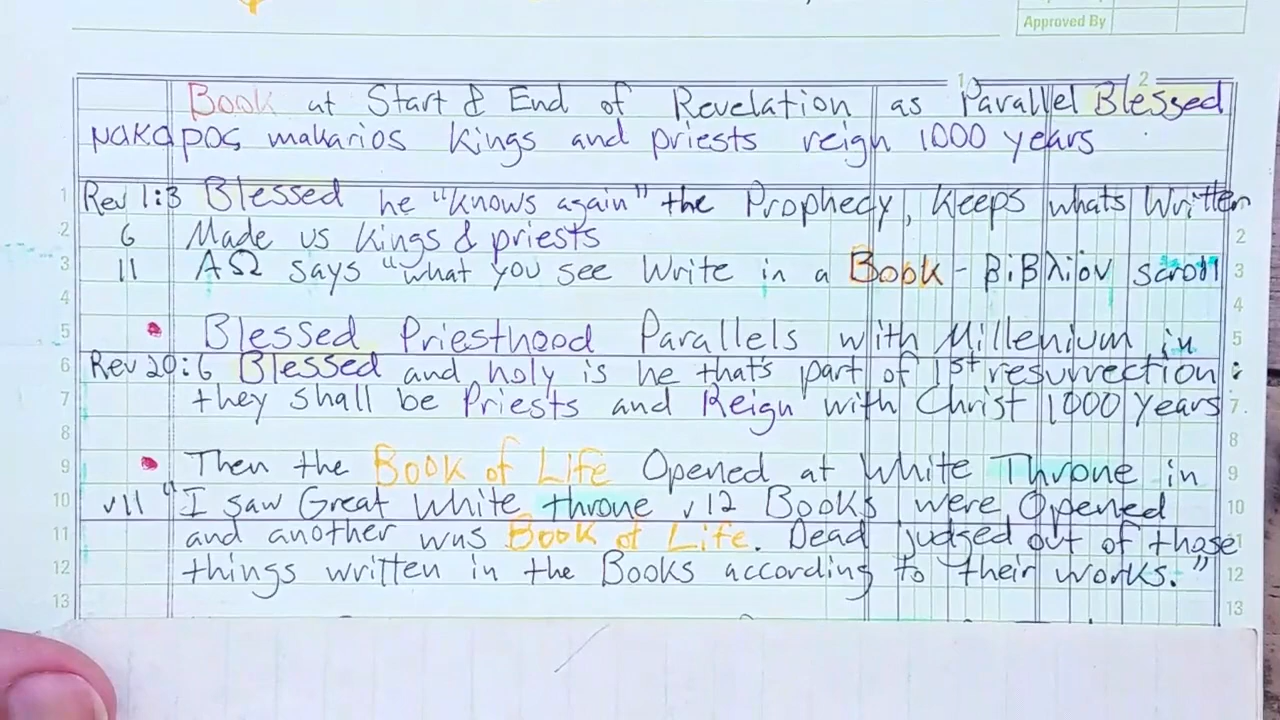 Approved By
1 2
Book at Start & End of Revelation as Parallel Blessed
μακαρος makarios Kings and priests reign 1000 years
1 Rev 1:3 Blessed he "knows again" the Prophecy, Keeps whats Written
2 6 Made us Kings & priests 2
3 11 ΑΩ says "what you see Write in a Book - βιβλιον scroll 3
4 4
5 Blessed Priesthood Parallels with Millenium in 5
6 Rev 20:6 Blessed and holy is he that's part of 1st resurrection :
7 they shall be Priests and Reign with Christ 1000 years 7
8 8
9 Then the Book of Life Opened at White Throne in 9
10 v11 "I saw Great White throne v12 Books were Opened 10
11 and another was Book of Life. Dead judged out of those 11
12 things written in the Books according to their works." 12
13 13